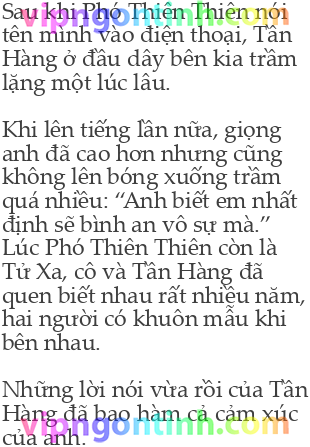 Sau khi Phó Thiên Thiên nói
tên mình vào điện thoại, Tần
Hàng ở đầu dây bên kia trầm
lặng một lúc lâu.

Khi lên tiếng lần nữa, giọng
anh đã cao hơn nhưng cũng
không lên bóng xuống trầm
quá nhiều: “Anh biết em nhất
định sẽ bình an vô sự mà.”
Lúc Phó Thiên Thiên còn là
Tử Xa, cô và Tân Hàng đã
quen biết nhau rất nhiều năm,
hai người có khuôn mẫu khi
bên nhau.

Những lời nói vừa rồi của Tần
Hàng đã bao hàm cả cảm xúc
của anh.
vipngontinh.com
vipngontinh.com